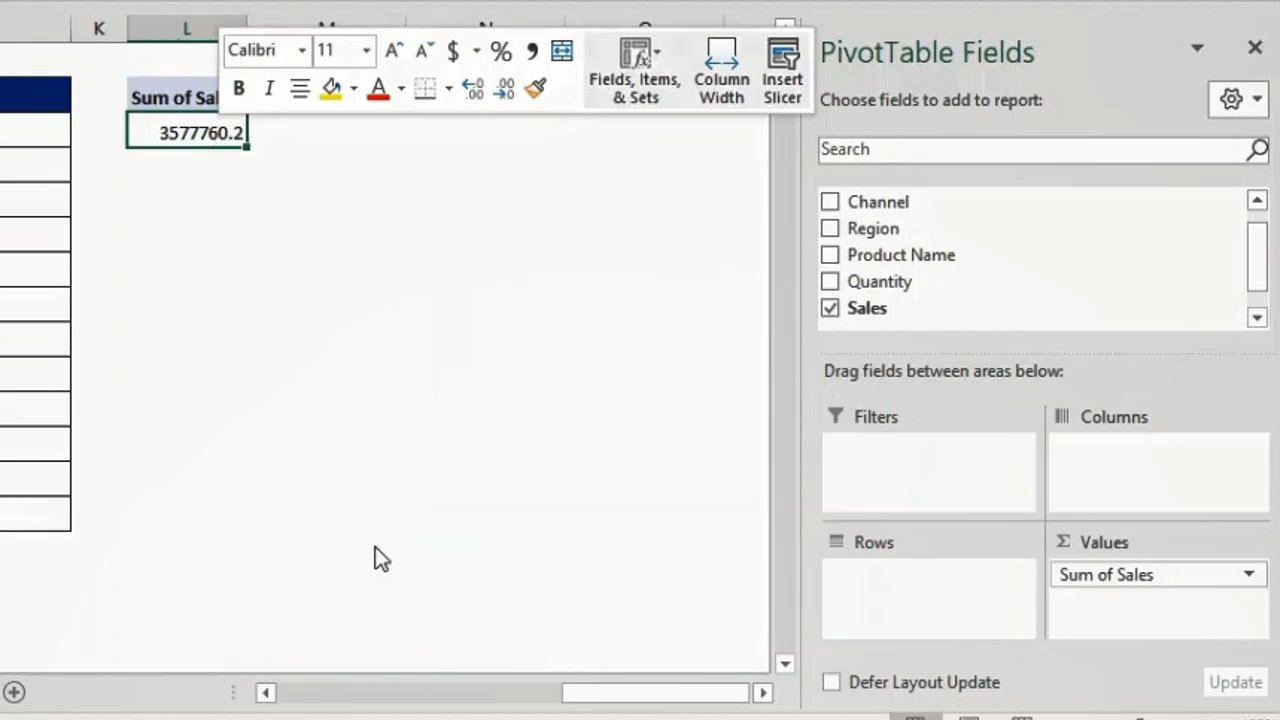 K
L
Calibri
11
$
%
Fields, Items,
& Sets
Column
Width
Insert
Slicer
B
I
A
Sum of Sal
3577760.2
PivotTable Fields
Choose fields to add to report:
Search
Channel
Region
Product Name
Quantity
Sales
Drag fields between areas below:
Filters
Columns
Rows
Σ Values
Sum of Sales
Defer Layout Update
Update